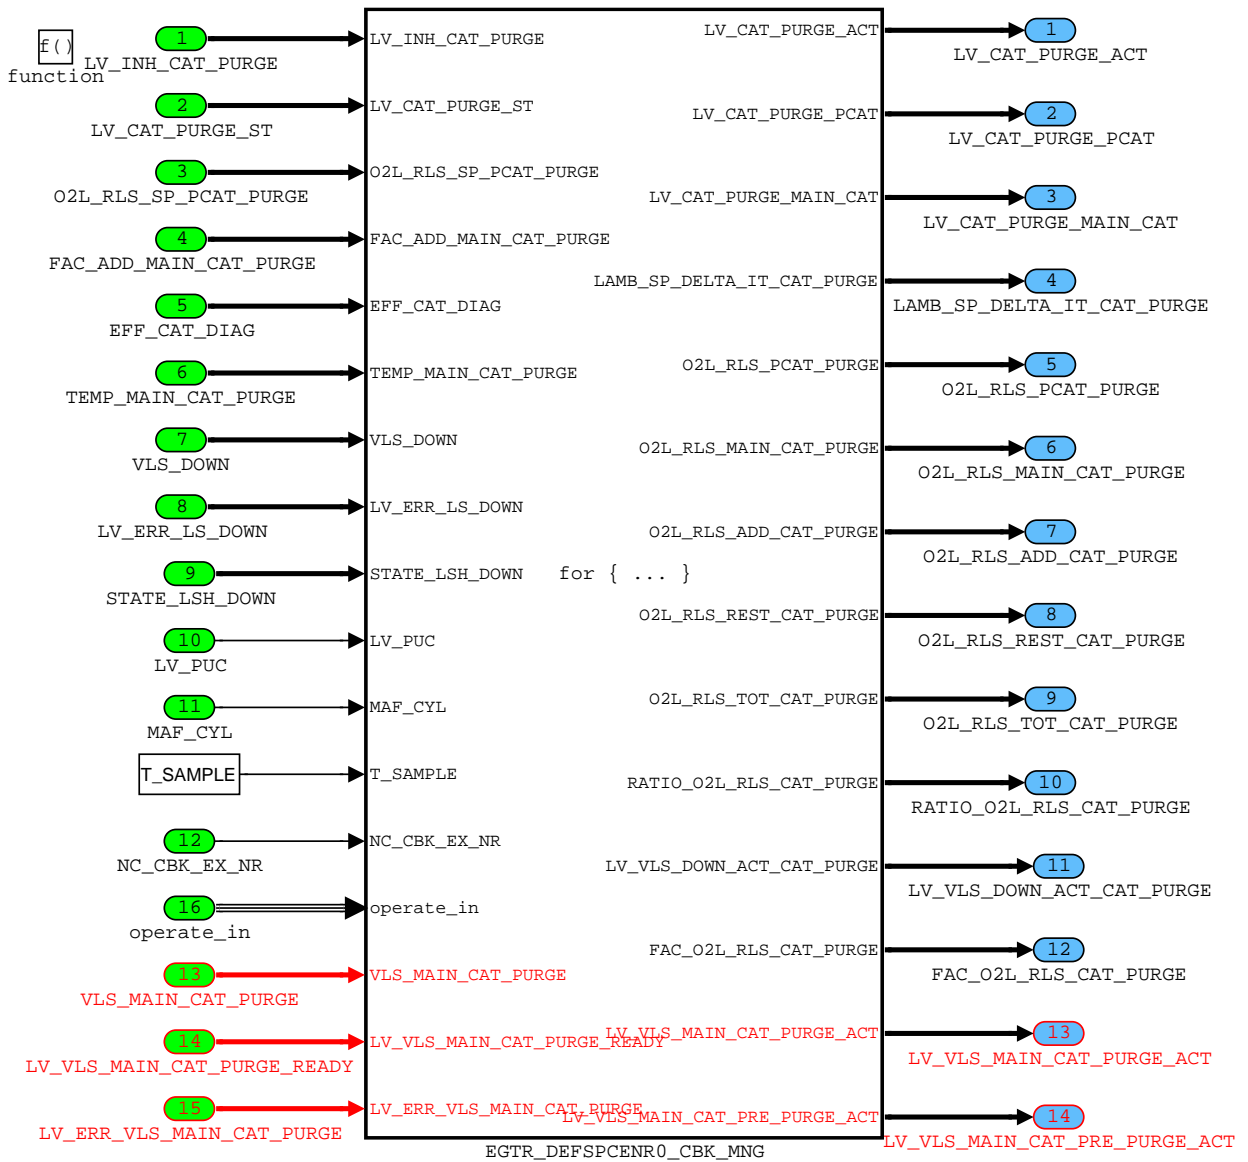 f()
function
1
LV_INH_CAT_PURGE
2
LV_CAT_PURGE_ST
3
O2L_RLS_SP_PCAT_PURGE
4
FAC_ADD_MAIN_CAT_PURGE
5
EFF_CAT_DIAG
6
TEMP_MAIN_CAT_PURGE
7
VLS_DOWN
8
LV_ERR_LS_DOWN
9
STATE_LSH_DOWN
10
LV_PUC
11
MAF_CYL
T_SAMPLE
12
NC_CBK_EX_NR
16
operate_in
13
VLS_MAIN_CAT_PURGE
14
LV_VLS_MAIN_CAT_PURGE_READY
15
LV_ERR_VLS_MAIN_CAT_PURGE
LV_INH_CAT_PURGE
LV_CAT_PURGE_ST
O2L_RLS_SP_PCAT_PURGE
FAC_ADD_MAIN_CAT_PURGE
EFF_CAT_DIAG
TEMP_MAIN_CAT_PURGE
VLS_DOWN
LV_ERR_LS_DOWN
STATE_LSH_DOWN
LV_PUC
MAF_CYL
T_SAMPLE
NC_CBK_EX_NR
operate_in
VLS_MAIN_CAT_PURGE
LV_VLS_MAIN_CAT_PURGE_READY
LV_ERR_VLS_MAIN_CAT_PURGE
for { ... }
LV_CAT_PURGE_ACT
LV_CAT_PURGE_PCAT
LV_CAT_PURGE_MAIN_CAT
LAMB_SP_DELTA_IT_CAT_PURGE
O2L_RLS_PCAT_PURGE
O2L_RLS_MAIN_CAT_PURGE
O2L_RLS_ADD_CAT_PURGE
O2L_RLS_REST_CAT_PURGE
O2L_RLS_TOT_CAT_PURGE
RATIO_O2L_RLS_CAT_PURGE
LV_VLS_DOWN_ACT_CAT_PURGE
FAC_O2L_RLS_CAT_PURGE
LV_VLS_MAIN_CAT_PURGE_ACT
LV_VLS_MAIN_CAT_PRE_PURGE_ACT
1
LV_CAT_PURGE_ACT
2
LV_CAT_PURGE_PCAT
3
LV_CAT_PURGE_MAIN_CAT
4
LAMB_SP_DELTA_IT_CAT_PURGE
5
O2L_RLS_PCAT_PURGE
6
O2L_RLS_MAIN_CAT_PURGE
7
O2L_RLS_ADD_CAT_PURGE
8
O2L_RLS_REST_CAT_PURGE
9
O2L_RLS_TOT_CAT_PURGE
10
RATIO_O2L_RLS_CAT_PURGE
11
LV_VLS_DOWN_ACT_CAT_PURGE
12
FAC_O2L_RLS_CAT_PURGE
13
LV_VLS_MAIN_CAT_PURGE_ACT
14
LV_VLS_MAIN_CAT_PRE_PURGE_ACT
EGTR_DEFSPCENR0_CBK_MNG